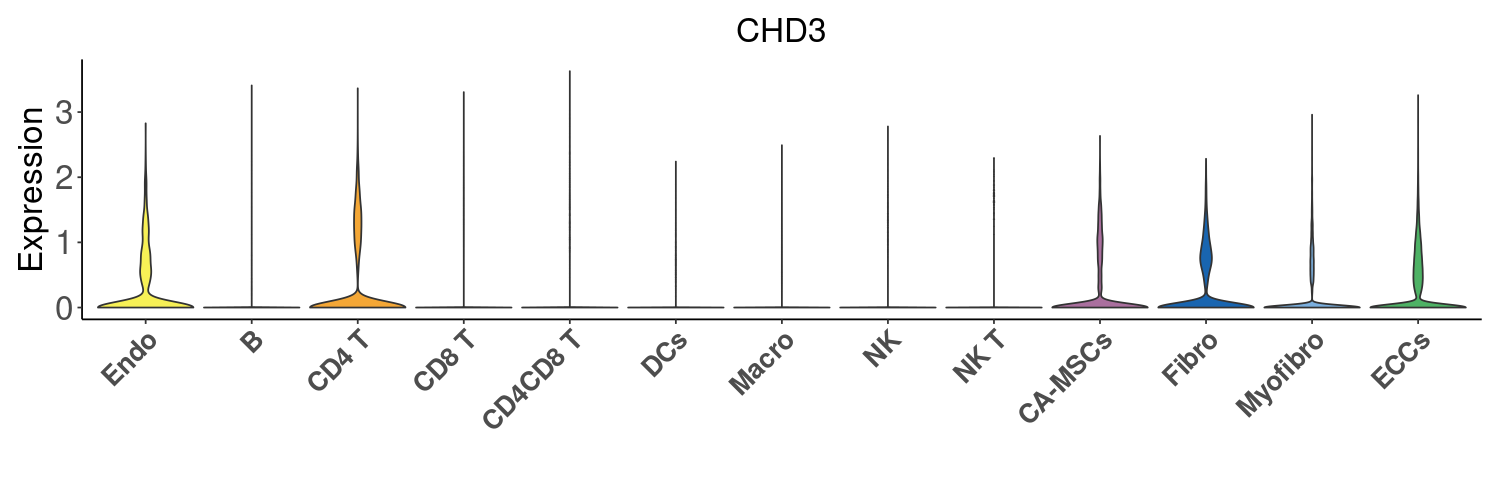 CHD3
Expression
3
2
1
0
Endo
B
CD4 T
CD8 T
CD4CD8 T
DCs
Macro
NK
NK T
CA-MSCs
Fibro
Myofibro
ECCs